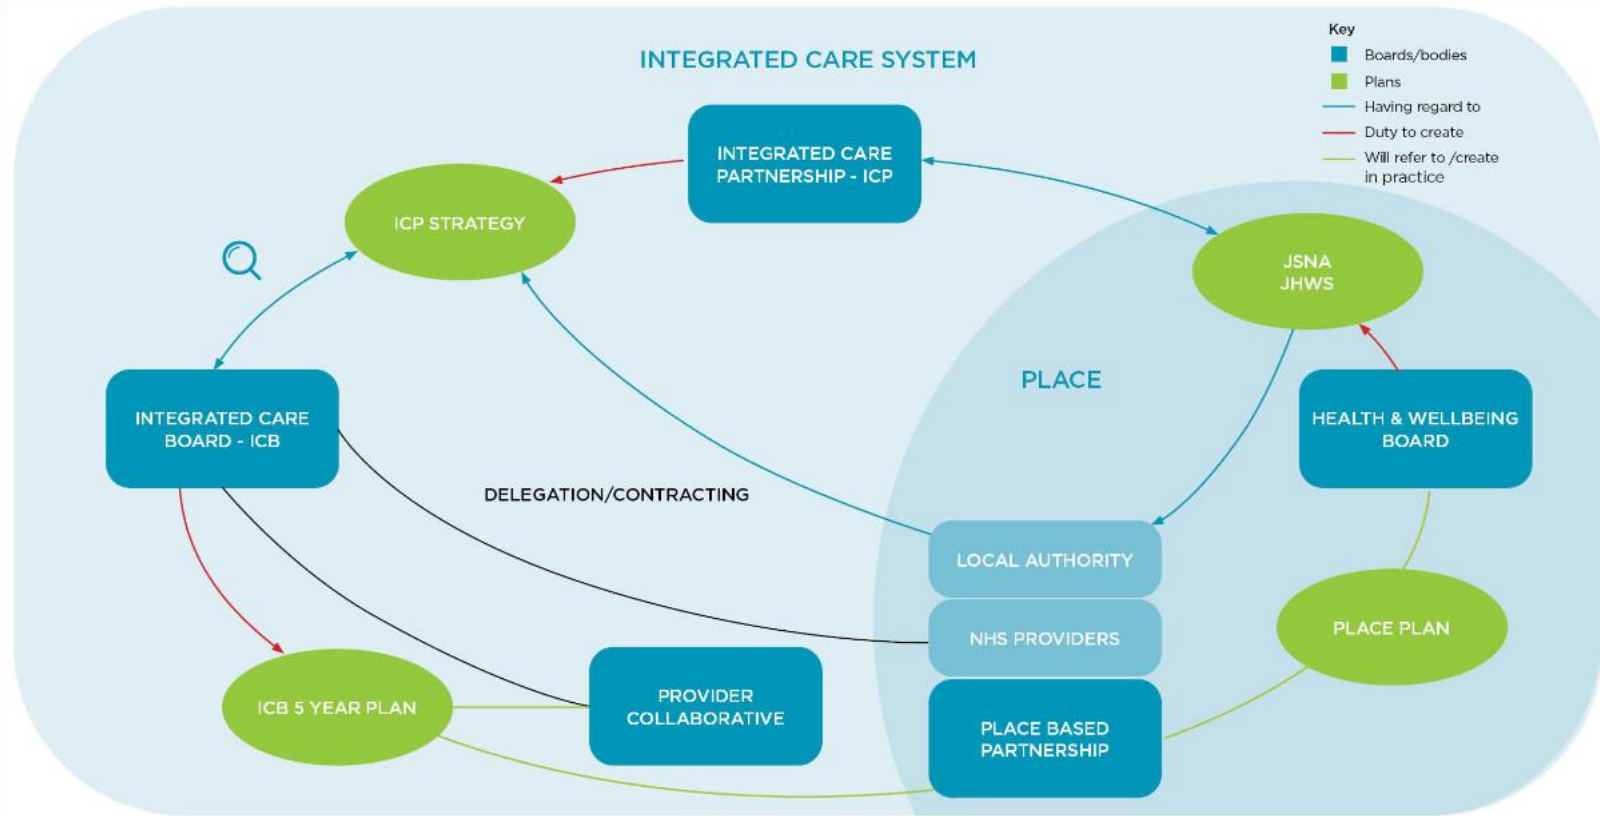 INTEGRATED CARE SYSTEM
Key
Boards/bodies
Plans
Having regard to
Duty to create
Will refer to /create
in practice
INTEGRATED CARE
PARTNERSHIP - ICP
ICP STRATEGY
JSNA
JHWS
PLACE
INTEGRATED CARE
BOARD - ICB
HEALTH & WELLBEING
BOARD
DELEGATION/CONTRACTING
LOCAL AUTHORITY
NHS PROVIDERS
PLACE PLAN
ICB 5 YEAR PLAN
PROVIDER
COLLABORATIVE
PLACE BASED
PARTNERSHIP